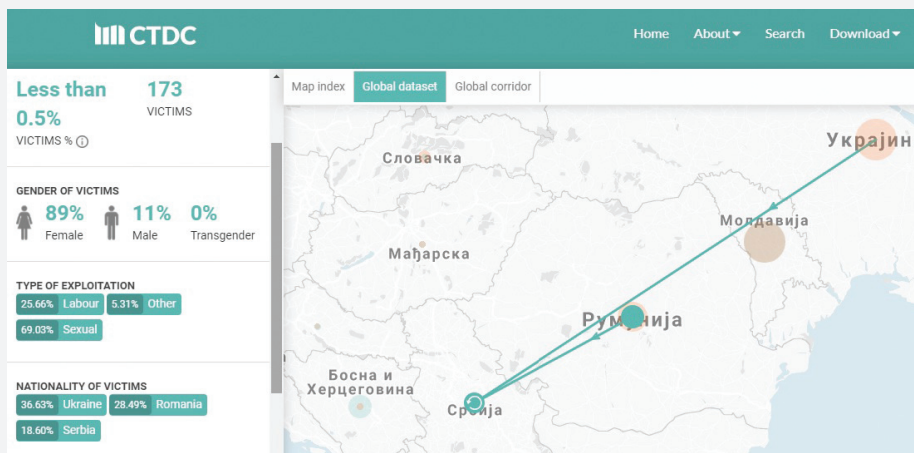 CTDC
Home About Search Download
Less than
0.5%
VICTIMS %
173
VICTIMS
GENDER OF VICTIMS
89%
Female
11%
Male
0%
Transgender
TYPE OF EXPLOITATION
25.66% Labour 5.31% Other
69.03% Sexual
NATIONALITY OF VICTIMS
36.63% Ukraine 28.49% Romania
18.60% Serbia
Map index Global dataset Global corridor
Украјин
Словачка
Молдавија
Мађарска
Румунија
Босна и
Херцеговина
Србија